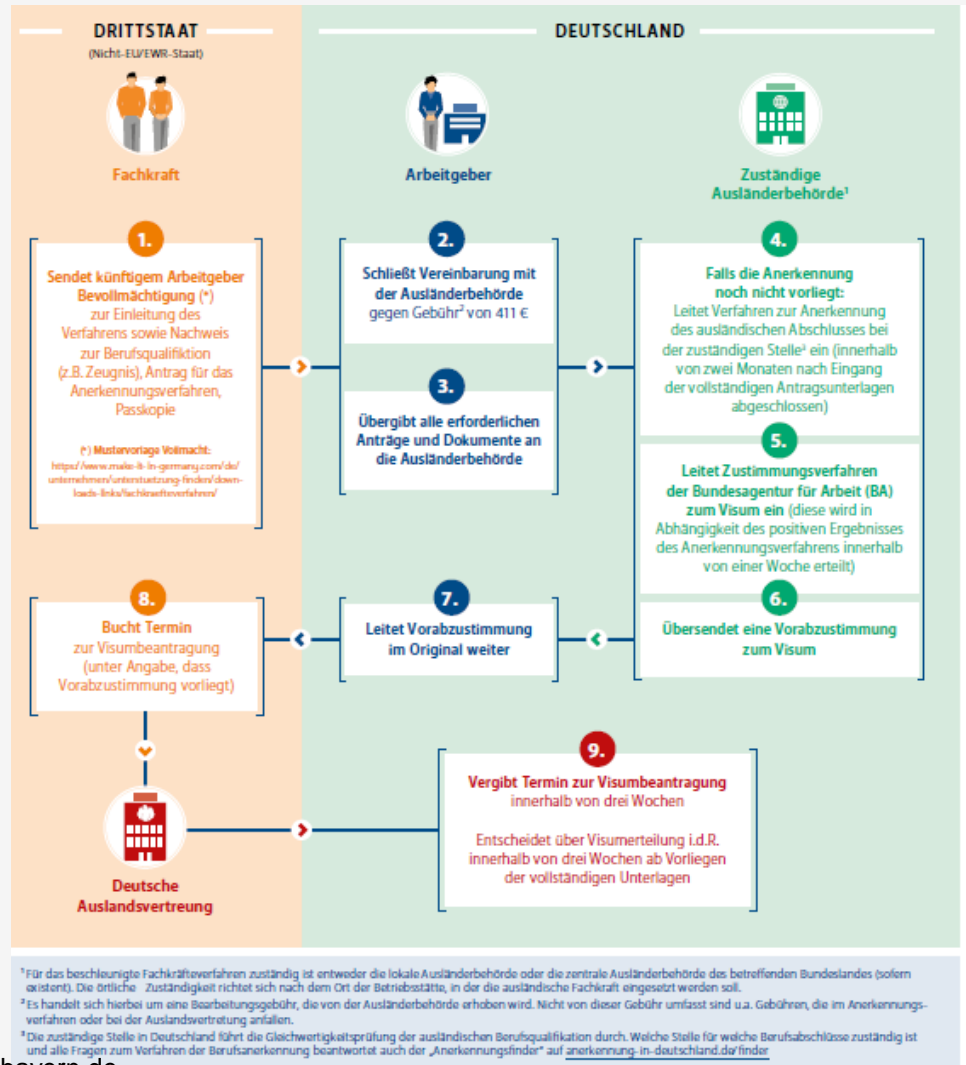 DRITTSTAAT
(Nicht-EU/EWR-Staat)
DEUTSCHLAND
Fachkraft
Arbeitgeber
Zuständige
Ausländerbehörde¹
1.
Sendet künftigem Arbeitgeber
Bevollmächtigung (*)
zur Einleitung des
Verfahrens sowie Nachweis
zur Berufsqualifiktion
(z.B. Zeugnis), Antrag für das
Anerkennungsverfahren,
Passkopie
(*) Mustervorlage Vollmacht:
https://www.make-it-in-germany.com/de/
unternehmen/unterstuetzung-finden/down-
loads-links/fachkraefteverfahren/
2.
Schließt Vereinbarung mit
der Ausländerbehörde
gegen Gebühr² von 411 €
3.
Übergibt alle erforderlichen
Anträge und Dokumente an
die Ausländerbehörde
4.
Falls die Anerkennung
noch nicht vorliegt:
Leitet Verfahren zur Anerkennung
des ausländischen Abschlusses bei
der zuständigen Stelle³ ein (innerhalb
von zwei Monaten nach Eingang
der vollständigen Antragsunterlagen
abgeschlossen)
5.
Leitet Zustimmungsverfahren
der Bundesagentur für Arbeit (BA)
zum Visum ein (diese wird in
Abhängigkeit des positiven Ergebnisses
des Anerkennungsverfahrens innerhalb
von einer Woche erteilt)
6.
Übersendet eine Vorabzustimmung
zum Visum
7.
Leitet Vorabzustimmung
im Original weiter
8.
Bucht Termin
zur Visumbeantragung
(unter Angabe, dass
Vorabzustimmung vorliegt)
Deutsche
Auslandsvertreung
9.
Vergibt Termin zur Visumbeantragung
innerhalb von drei Wochen
Entscheidet über Visumerteilung i.d.R.
innerhalb von drei Wochen ab Vorliegen
der vollständigen Unterlagen
¹ Für das beschleunigte Fachkräfteverfahren zuständig ist entweder die lokale Ausländerbehörde oder die zentrale Ausländerbehörde des betreffenden Bundeslandes (sofern
existent). Die örtliche Zuständigkeit richtet sich nach dem Ort der Betriebsstätte, in der die ausländische Fachkraft eingesetzt werden soll.
² Es handelt sich hierbei um eine Bearbeitungsgebühr, die von der Ausländerbehörde erhoben wird. Nicht von dieser Gebühr umfasst sind u.a. Gebühren, die im Anerkennungs-
verfahren oder bei der Auslandsvertretung anfallen.
³ Die zuständige Stelle in Deutschland führt die Gleichwertigkeitsprüfung der ausländischen Berufsqualifikation durch. Welche Stelle für welche Berufsabschlüsse zuständig ist
und alle Fragen zum Verfahren der Berufsanerkennung beantwortet auch der „Anerkennungsfinder" auf anerkennung-in-deutschland.de/finder